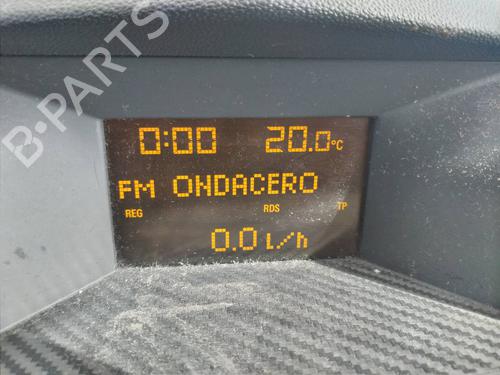 B-PARTS
0:00 20.0°C
FM ONDACERO
REG RDS TP
0.0 L/h